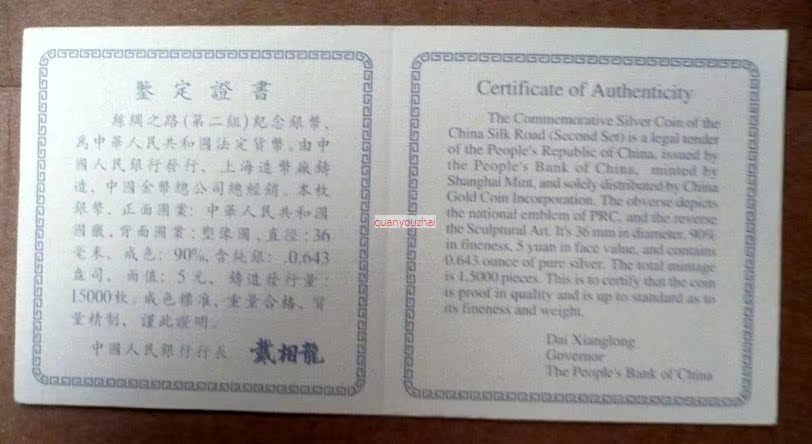 鉴定證書
絲綢之路(第二組)紀念銀幣,
爲中華人民共和國法定貨幣。由中
國人民銀行發行、上海造幣廠鑄
造、中國金幣總公司總經銷。本枚
銀幣、正面圖案:中華人民共和國
國徽,背面圖案:塑像圖、直徑:36
毫米、成色:90%,含純銀:.0,643
盎司、面值:5元,鑄造發行量:
15000枚。成色標准,重量合格、質
量精制、謹此證明。
中國人民銀行行長 戴相龍
Certificate of Authenticity
The Commemorative Silver Coin of the
China Silk Road (Second Set) is a legal tender
of the People's Republic of China, issued by
the People's Bank of China, minted by
Shanghai Mint, and solely distributed by China
Gold Coin Incorporation. The obverse depicts
the national emblem of PRC, and the reverse
the Sculptural Art. It's 36 mm in diameter, 90%
in fineness, 5 yuan in face value, and contains
0.643 ounce of pure silver. The total mintage
is 1,5000 pieces. This is to certify that the coin
is proof in quality and is up to standard as to
its fineness and weight.
Dai Xianglong
Governor
The People's Bank of China
quanyouzhai